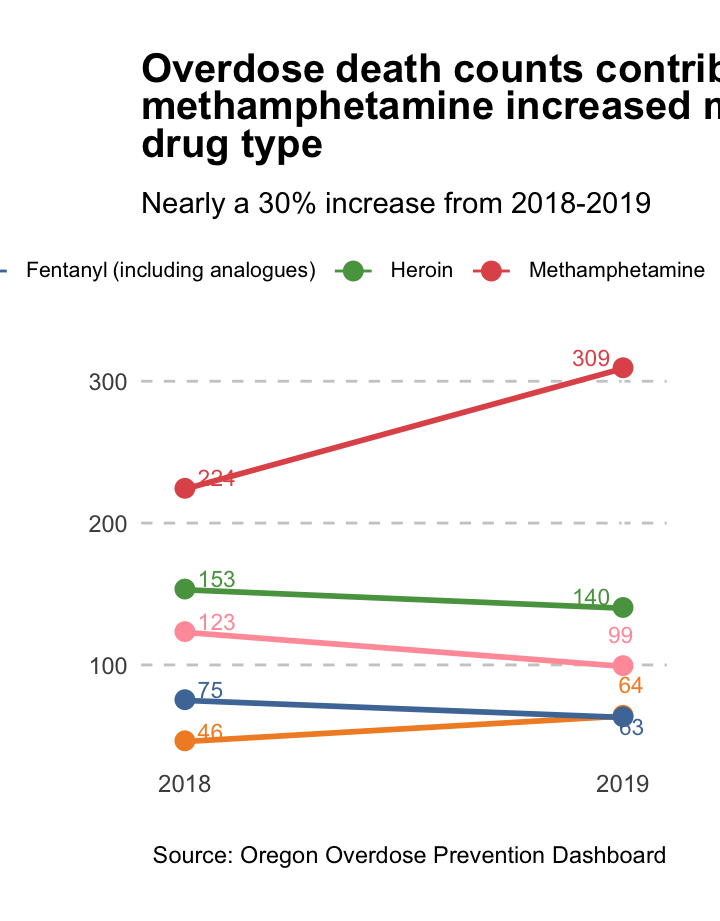 Overdose death counts contrib
methamphetamine increased m
drug type
Nearly a 30% increase from 2018-2019
Fentanyl (including analogues) Heroin Methamphetamine
309
300
224
200
153
140
123
99
100
64
75
63
46
2018 2019
Source: Oregon Overdose Prevention Dashboard